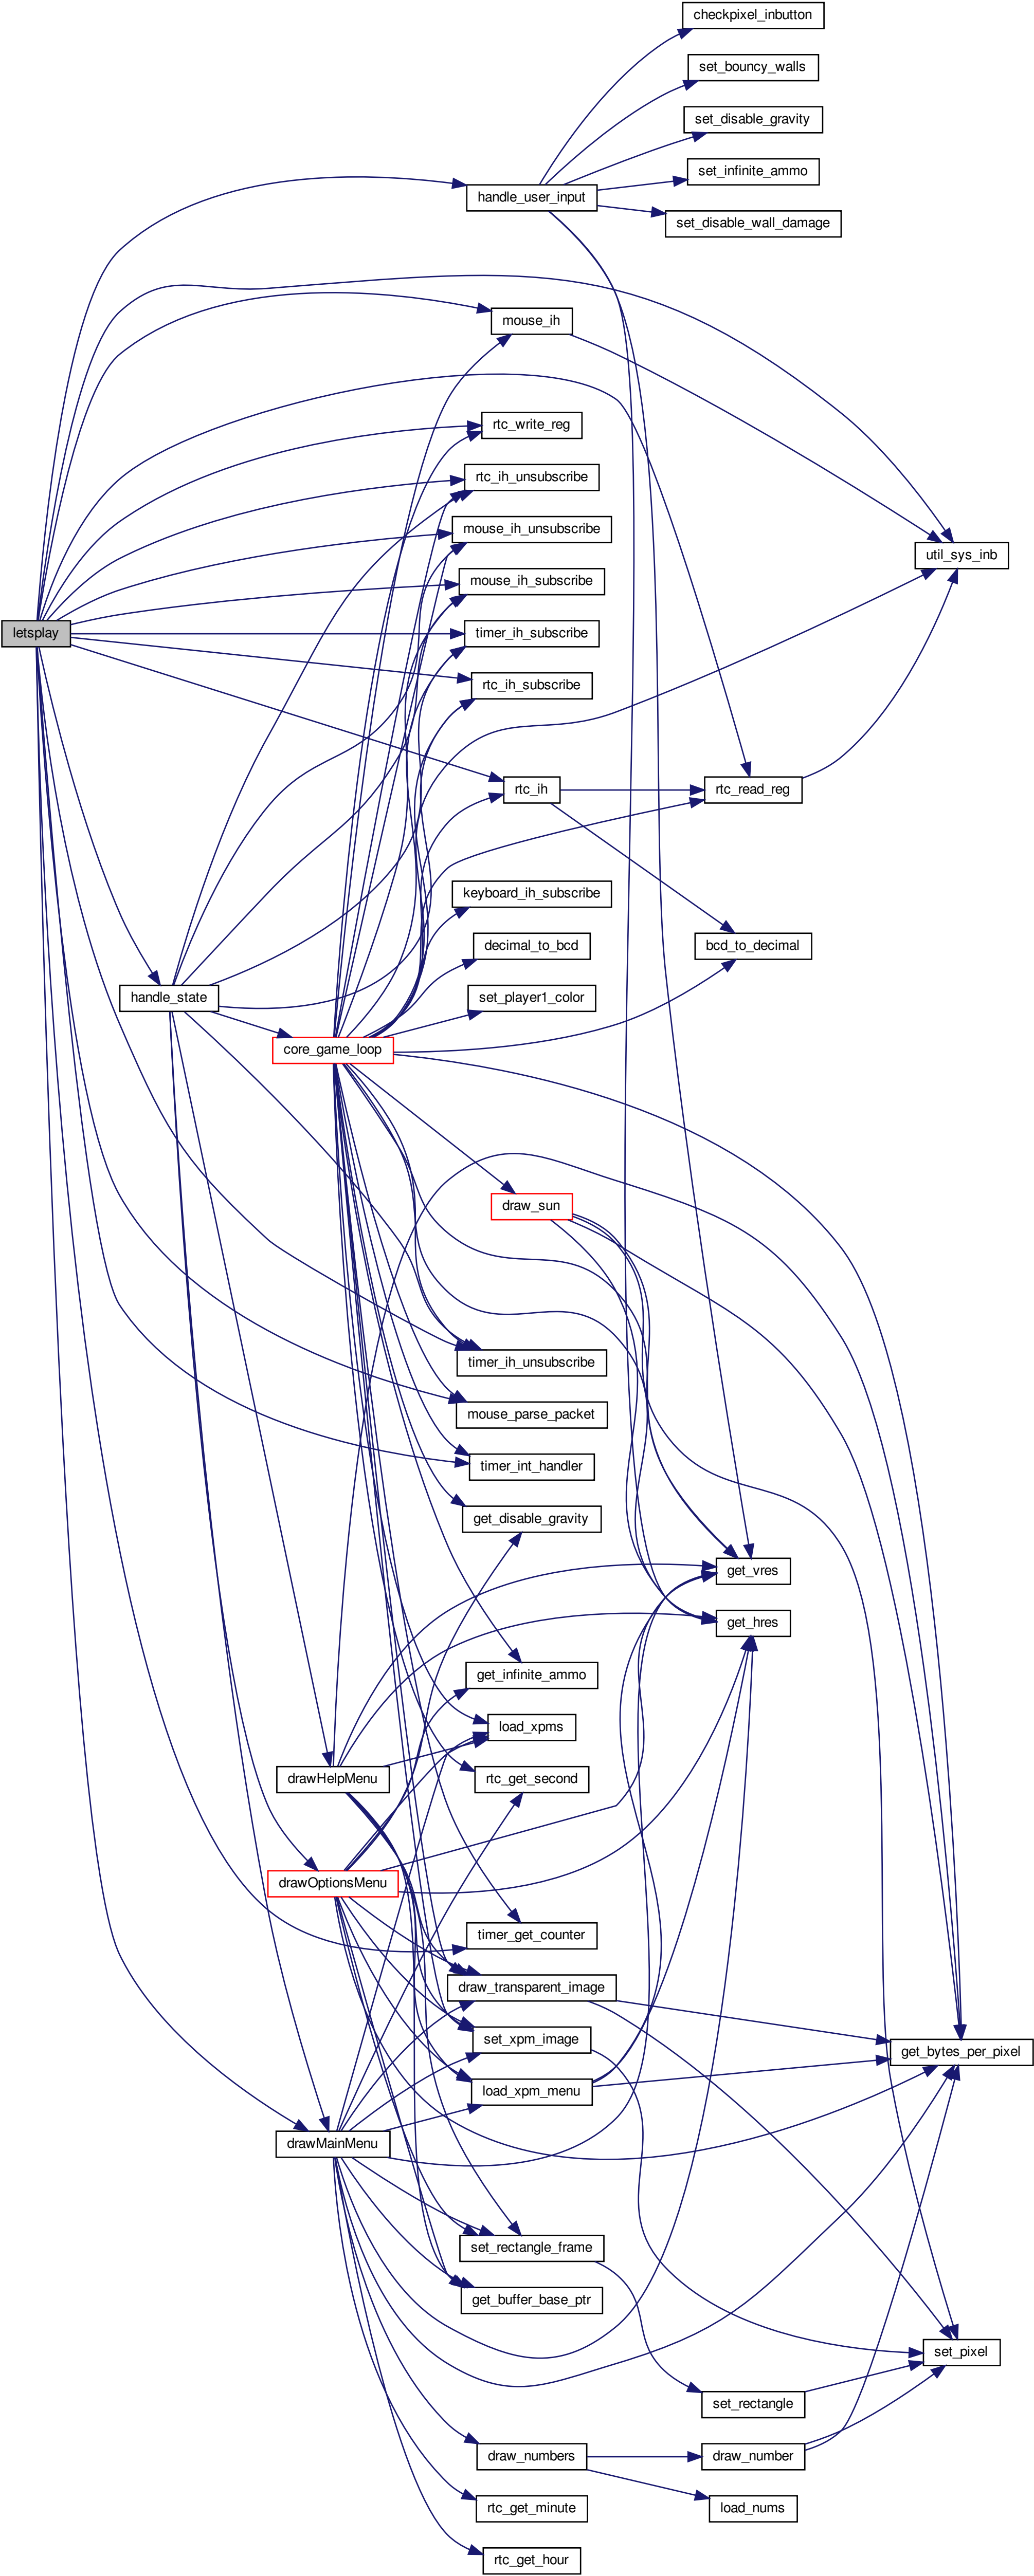 checkpixel_inbutton
set_bouncy_walls
set_disable_gravity
set_infinite_ammo
handle_user_input
set_disable_wall_damage
mouse_ih
rtc_write_reg
rtc_ih_unsubscribe
mouse_ih_unsubscribe
util_sys_inb
mouse_ih_subscribe
letsplay
timer_ih_subscribe
rtc_ih_subscribe
rtc_ih
rtc_read_reg
keyboard_ih_subscribe
decimal_to_bcd
bcd_to_decimal
handle_state
set_player1_color
core_game_loop
draw_sun
timer_ih_unsubscribe
mouse_parse_packet
timer_int_handler
get_disable_gravity
get_vres
get_hres
get_infinite_ammo
load_xpms
drawHelpMenu
rtc_get_second
drawOptionsMenu
timer_get_counter
draw_transparent_image
set_xpm_image
get_bytes_per_pixel
load_xpm_menu
drawMainMenu
set_rectangle_frame
get_buffer_base_ptr
set_pixel
set_rectangle
draw_numbers
draw_number
rtc_get_minute
load_nums
rtc_get_hour